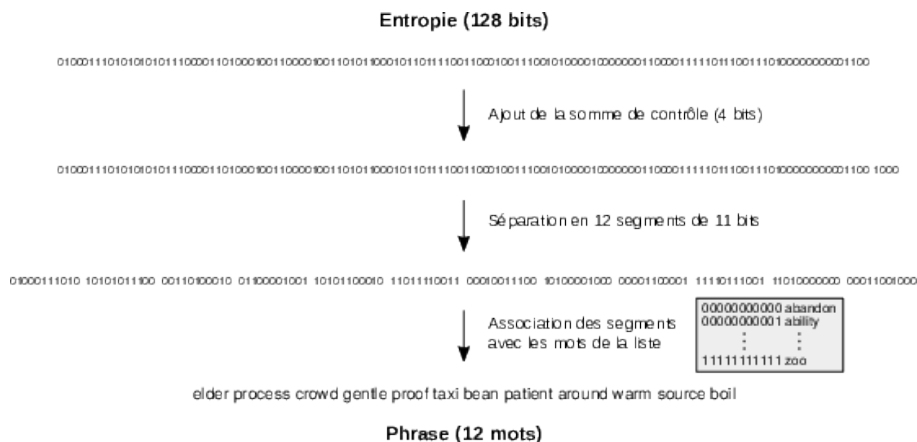 Entropie (128 bits)
01000111010101010111000011010001001100001001101011000101101111001100010011100101000010000000110000111110111001110100000000001100
Ajout de la somme de contrôle (4 bits)
01000111010101010111000011010001001100001001101011000101101111001100010011100101000010000000110000111110111001110100000000001100 1000
Séparation en 12 segments de 11 bits
01000111010 10101011100 00110100010 01100001001 10101100010 11011110011 00010011100 10100001000 00001100001 11110111001 11010000000 00011001000
Association des segments
avec les mots de la liste
00000000000 abandon
00000000001 ability
11111111111 zoo
elder process crowd gentle proof taxi bean patient around warm source boil
Phrase (12 mots)